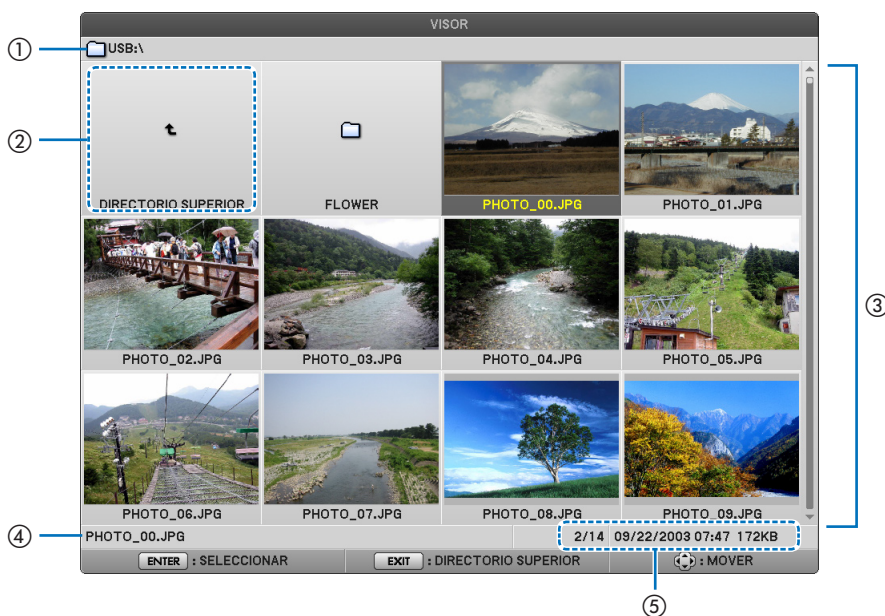 VISOR
① USB:\
②
③
DIRECTORIO SUPERIOR FLOWER PHOTO_00.JPG PHOTO_01.JPG
PHOTO_02.JPG PHOTO_03.JPG PHOTO_04.JPG PHOTO_05.JPG
PHOTO_06.JPG PHOTO_07.JPG PHOTO_08.JPG PHOTO_09.JPG
④ PHOTO_00.JPG 2/14 09/22/2003 07:47 172KB
ENTER : SELECCIONAR EXIT : DIRECTORIO SUPERIOR : MOVER
⑤